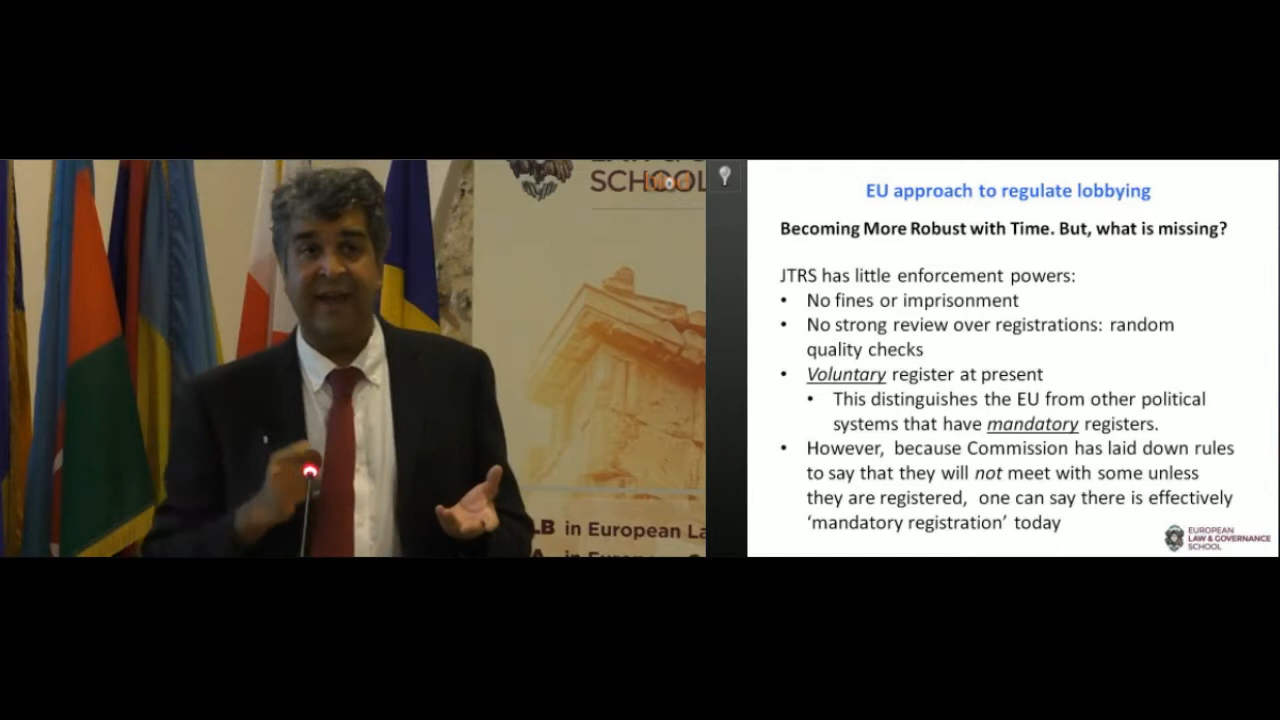 SCHOOL
LB in European La
in Europe
EU approach to regulate lobbying
Becoming More Robust with Time. But, what is missing?
JTRS has little enforcement powers:
• No fines or imprisonment
• No strong review over registrations: random
quality checks
• Voluntary register at present
• This distinguishes the EU from other political
systems that have mandatory registers.
• However, because Commission has laid down rules
to say that they will not meet with some unless
they are registered, one can say there is effectively
‘mandatory registration’ today
EUROPEAN
LAW & GOVERNANCE
SCHOOL